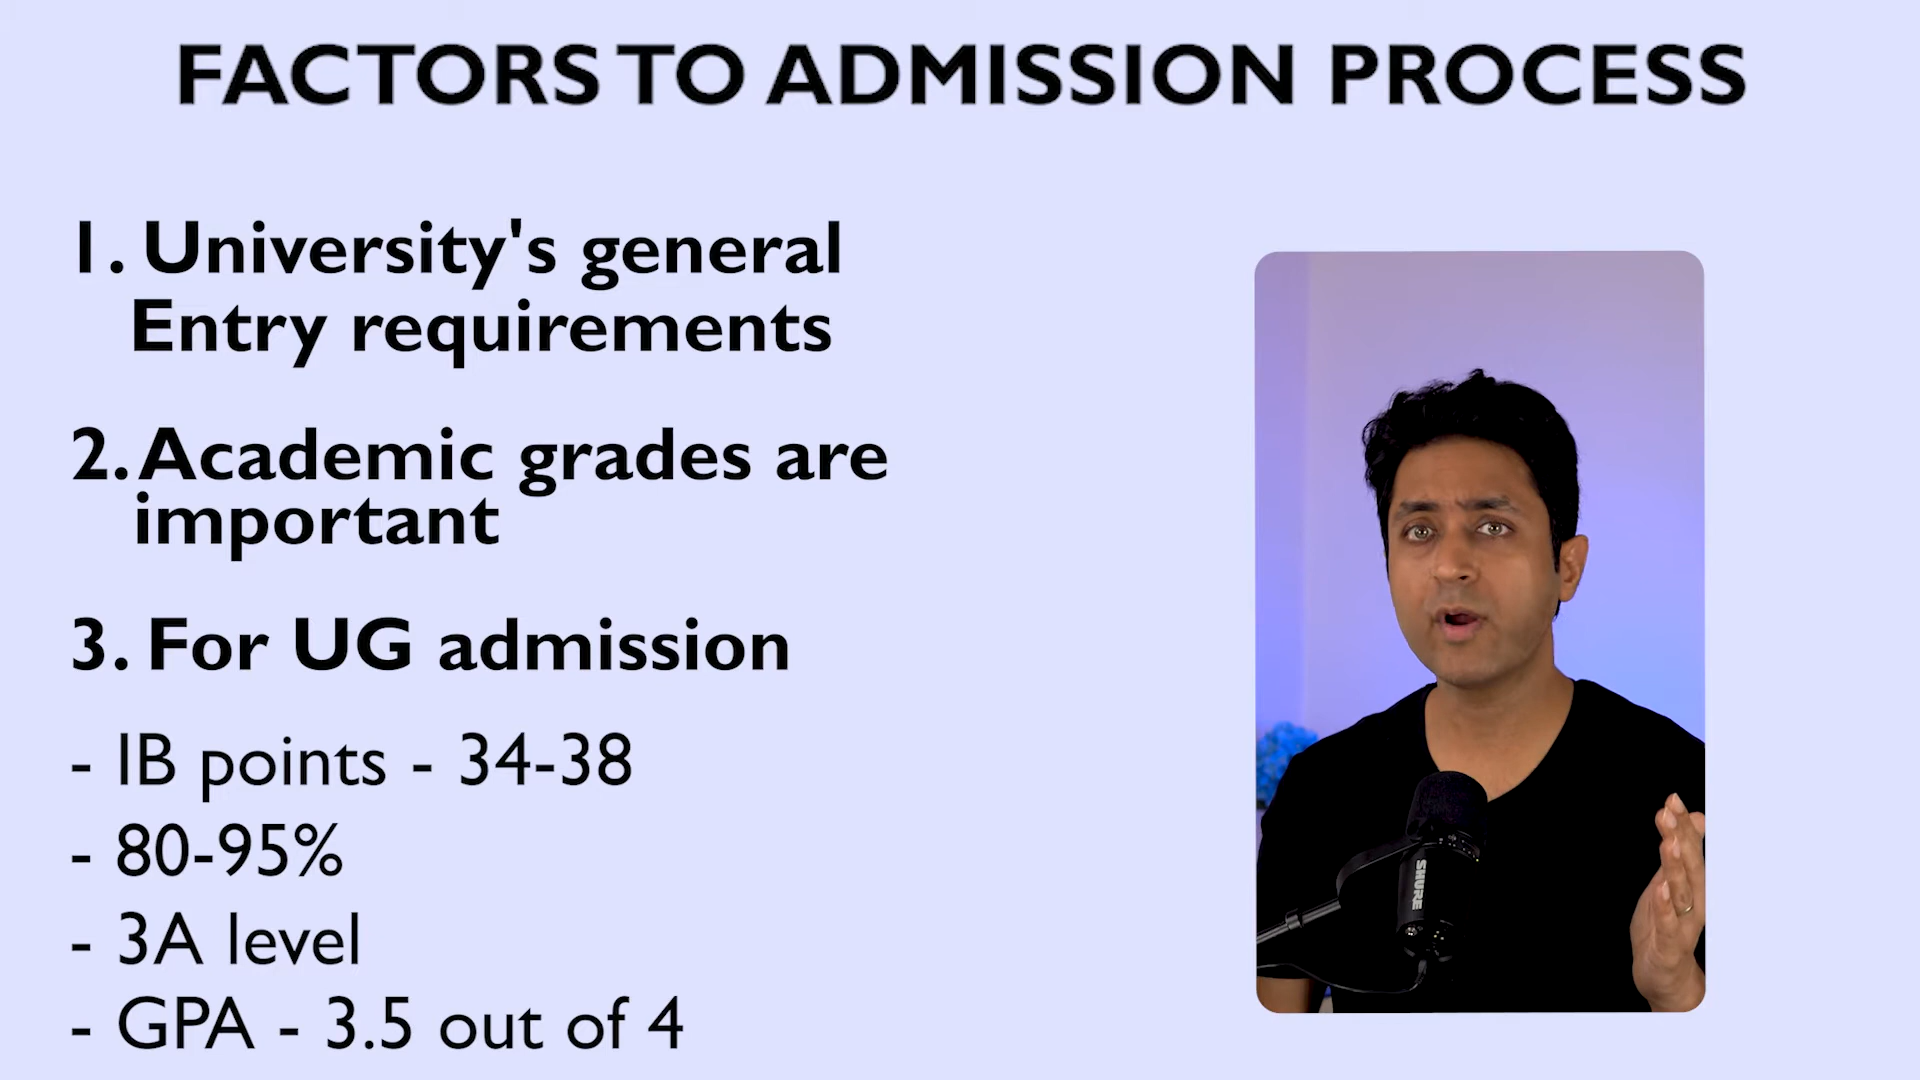 FACTORS TO ADMISSION PROCESS
1. University's general
Entry requirements
2. Academic grades are
important
3. For UG admission
- IB points - 34-38
- 80-95%
- 3A level
- GPA - 3.5 out of 4
SHURE